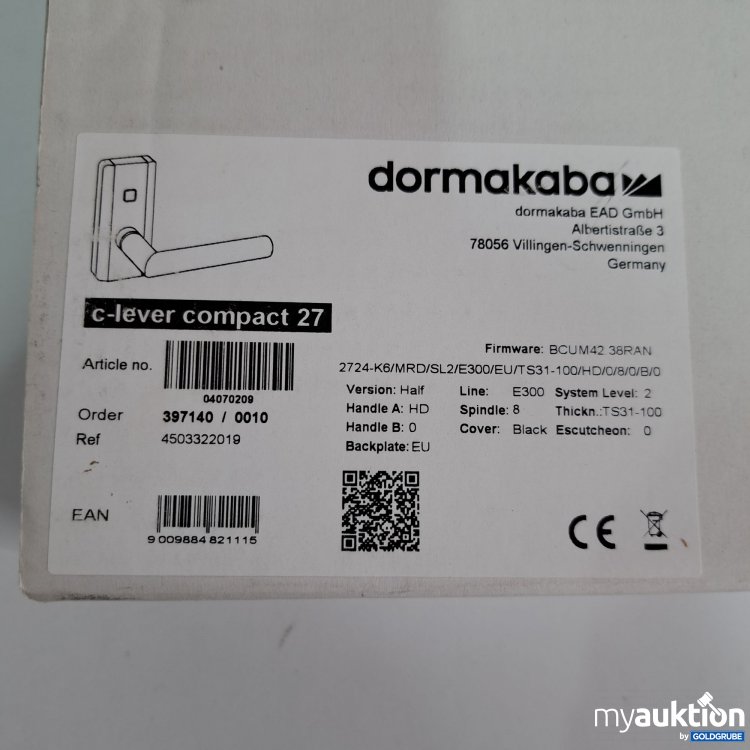 dormakaba
dormakaba EAD GmbH
Albertistraße 3
78056 Villingen-Schwenningen
Germany
c-lever compact 27
Firmware: BCUM42 38RAN
Article no.
2724-K6/MRD/SL2/E300/EU/TS31-100/HD/0/8/0/B/0
04070209
Version: Half Line: E300 System Level: 2
Order 397140 / 0010
Handle A: HD Spindle: 8 Thickn.:TS31-100
Ref 4503322019
Handle B: 0 Cover: Black Escutcheon: 0
Backplate: EU
EAN
9 009884 821115
CE
myauktion
by GOLDGRUBE